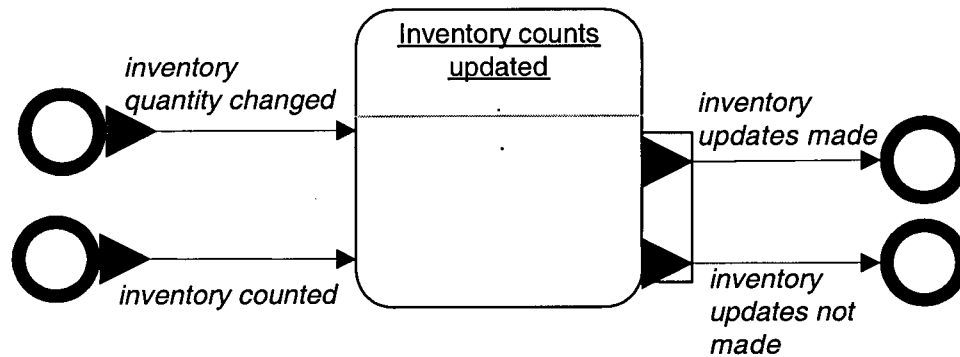 Inventory counts
updated
inventory
quantity changed
inventory
updates made
inventory counted
inventory
updates not
made